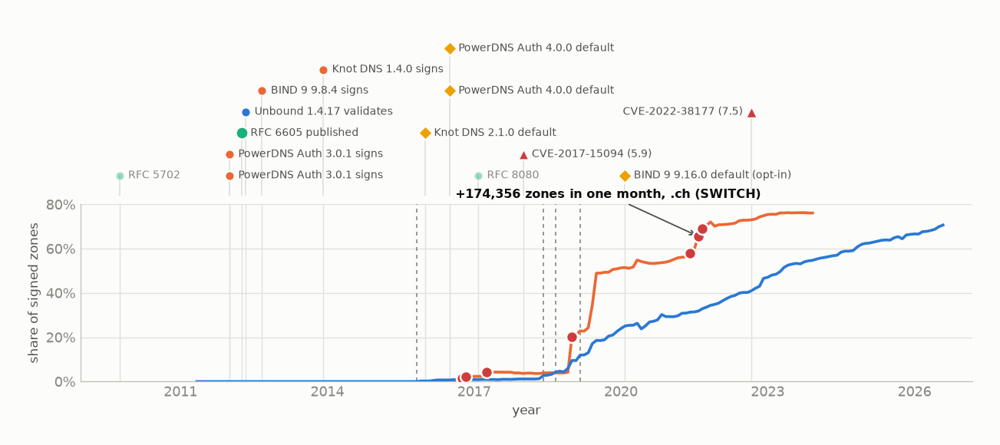 PowerDNS Auth 4.0.0 default
Knot DNS 1.4.0 signs
BIND 9 9.8.4 signs
PowerDNS Auth 4.0.0 default
Unbound 1.4.17 validates
CVE-2022-38177 (7.5)
RFC 6605 published
Knot DNS 2.1.0 default
PowerDNS Auth 3.0.1 signs
CVE-2017-15094 (5.9)
RFC 5702
PowerDNS Auth 3.0.1 signs
RFC 8080
BIND 9 9.16.0 default (opt-in)
+174,356 zones in one month, .ch (SWITCH)
80%
60%
40%
20%
0%
share of signed zones
2011
2014
2017
2020
2023
2026
year